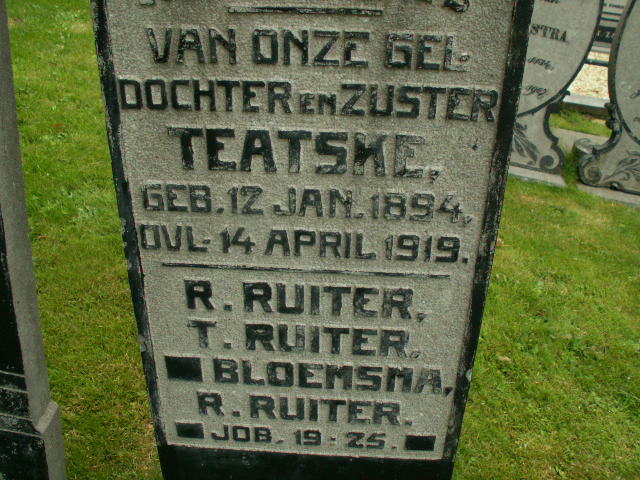 VAN ONZE GEL.
DOCHTER EN ZUSTER
TEATSKE,
GEB. 12 JAN. 1894,
OVL. 14 APRIL 1919.
R. RUITER,
T. RUITER,
BLOEMSMA,
R. RUITER.
JOB. 19 - 25.
STRA